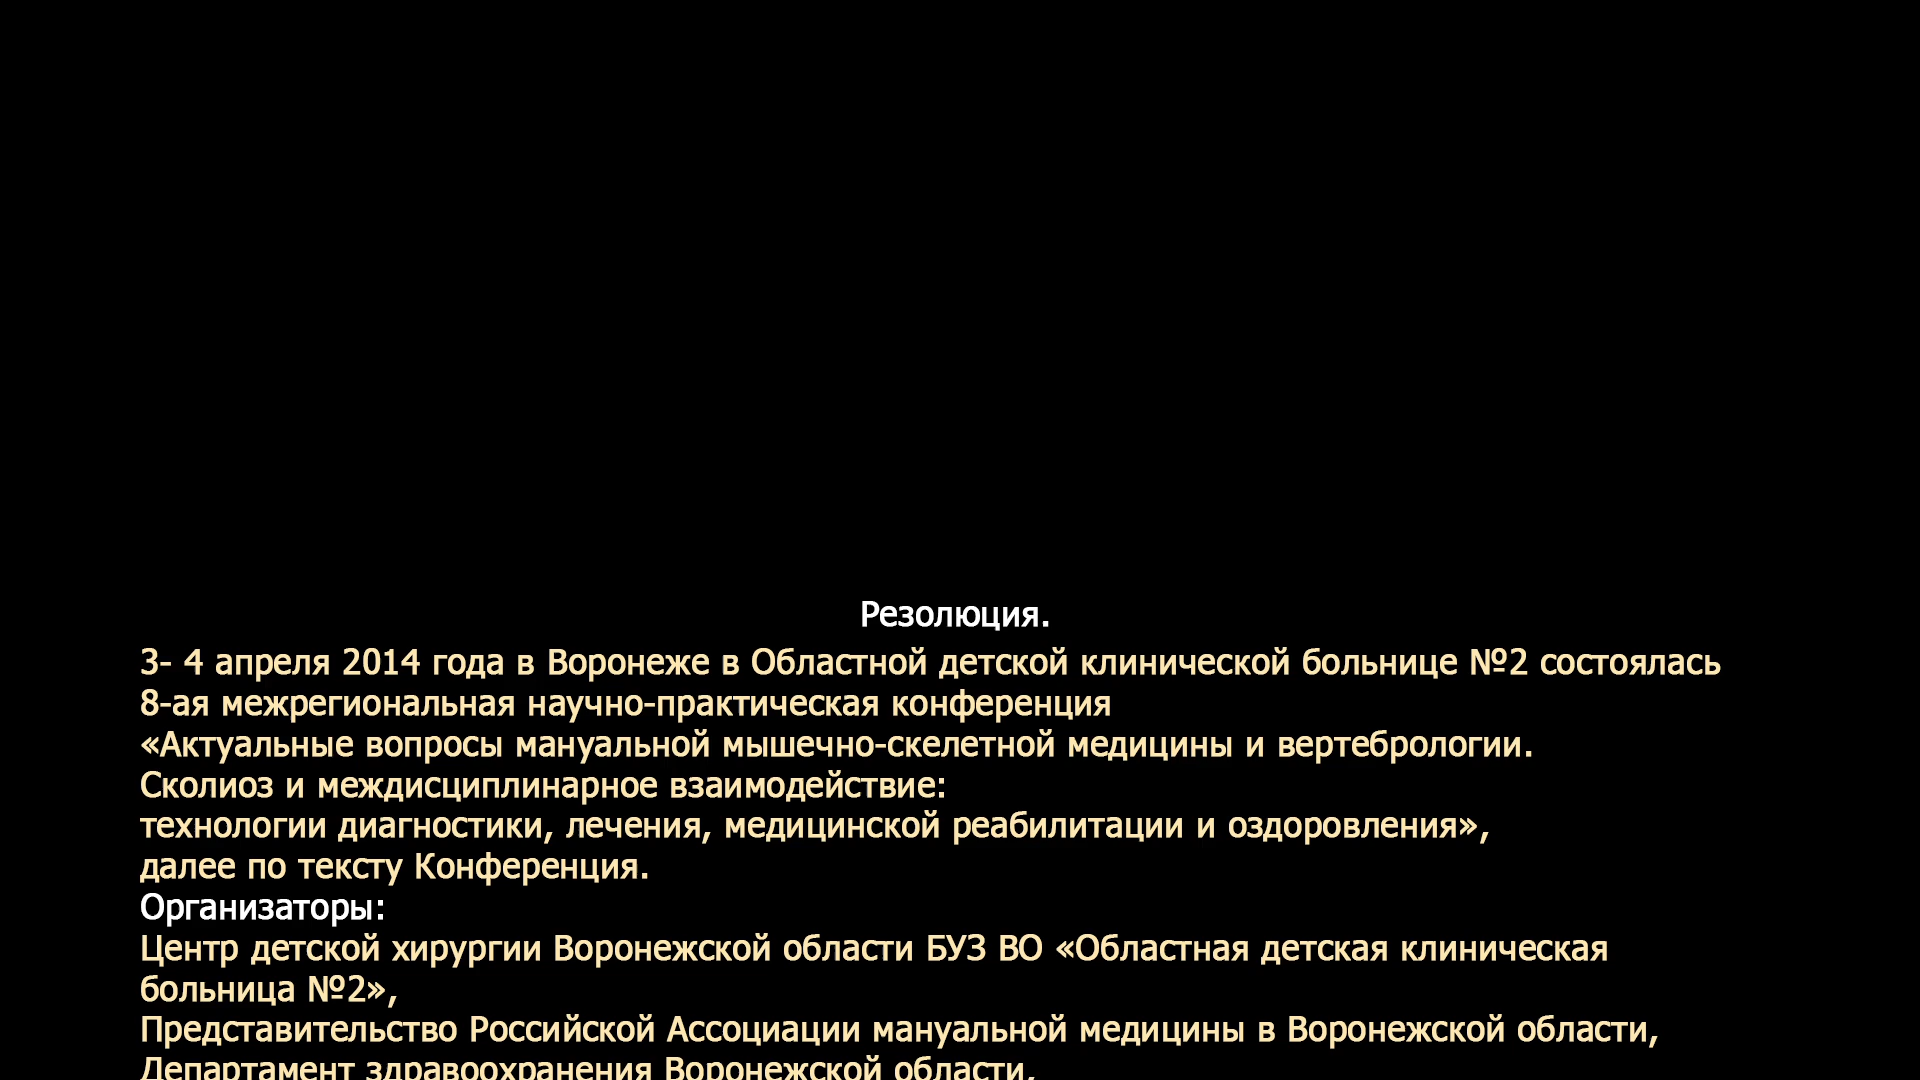 Резолюция.
3- 4 апреля 2014 года в Воронеже в Областной детской клинической больнице №2 состоялась
8-ая межрегиональная научно-практическая конференция
«Актуальные вопросы мануальной мышечно-скелетной медицины и вертебрологии.
Сколиоз и междисциплинарное взаимодействие:
технологии диагностики, лечения, медицинской реабилитации и оздоровления»,
далее по тексту Конференция.
Организаторы:
Центр детской хирургии Воронежской области БУЗ ВО «Областная детская клиническая
больница №2»,
Представительство Российской Ассоциации мануальной медицины в Воронежской области,
Департамент здравоохранения Воронежской области,